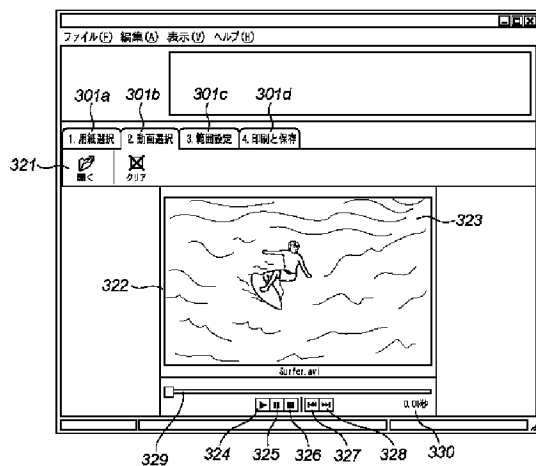 ファイル(F) 編集(A) 表示(V) ヘルプ(H)
301a 301b 301c 301d
1. 用紙選択 2. 動画選択 3. 範囲設定 4. 印刷と保存
321
開く クリア
323
322
Surfer.avi
0.00秒
324 325 326 327 328 330
329